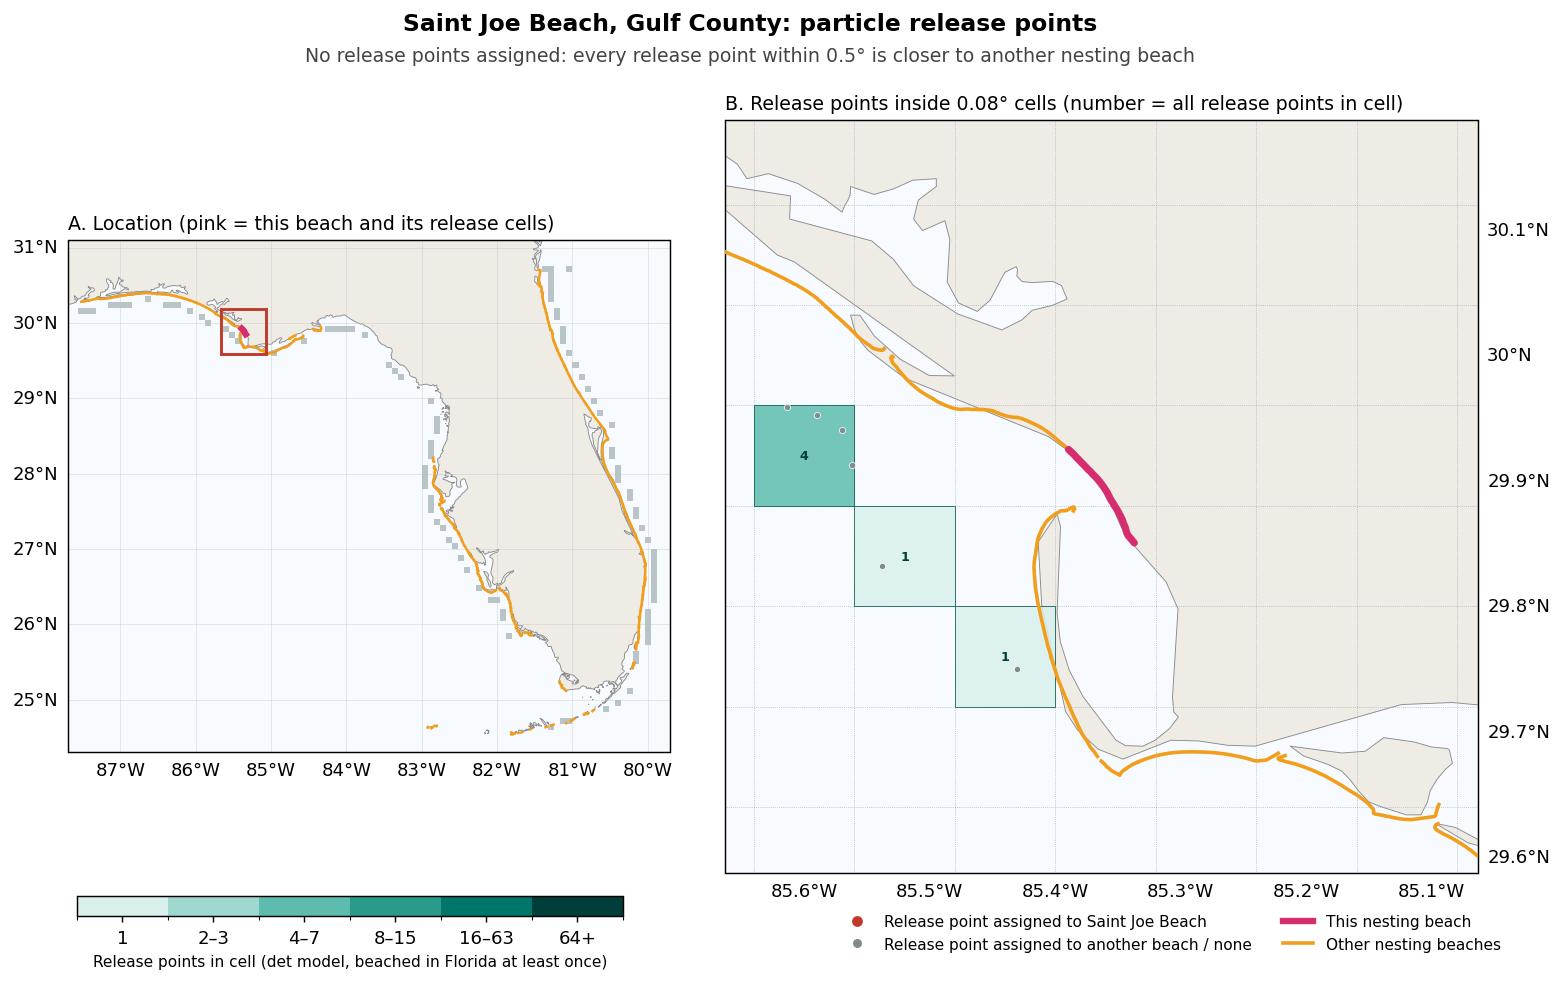 Saint Joe Beach, Gulf County: particle release points
No release points assigned: every release point within 0.5° is closer to another nesting beach
A. Location (pink = this beach and its release cells)
31°N
30°N
29°N
28°N
27°N
26°N
25°N
87°W 86°W 85°W 84°W 83°W 82°W 81°W 80°W
1 2–3 4–7 8–15 16–63 64+
Release points in cell (det model, beached in Florida at least once)
B. Release points inside 0.08° cells (number = all release points in cell)
4
1
1
30.1°N
30°N
29.9°N
29.8°N
29.7°N
29.6°N
85.6°W 85.5°W 85.4°W 85.3°W 85.2°W 85.1°W
Release point assigned to Saint Joe Beach
Release point assigned to another beach / none
This nesting beach
Other nesting beaches